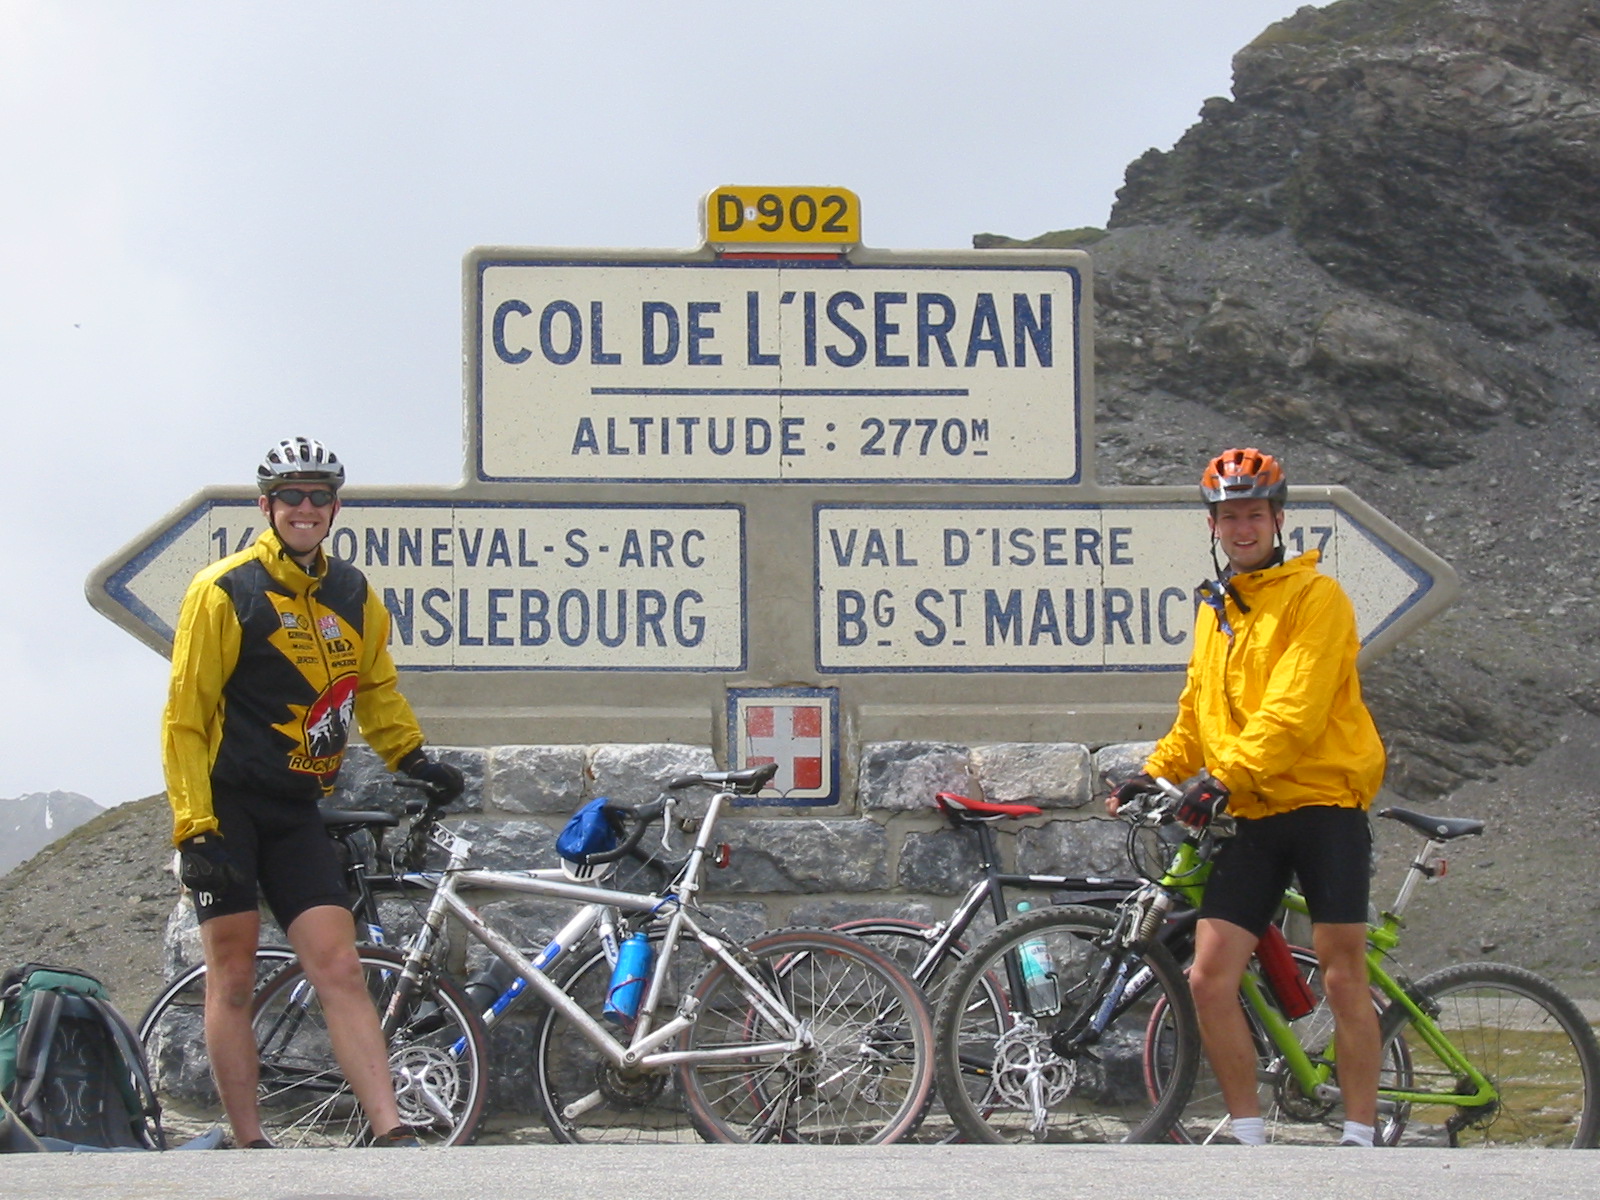 D 902
COL DE L'ISERAN
ALTITUDE : 2770M
ONNEVAL-S-ARC
NSLEBOURG
VAL D'ISERE 17
BG ST MAURIC